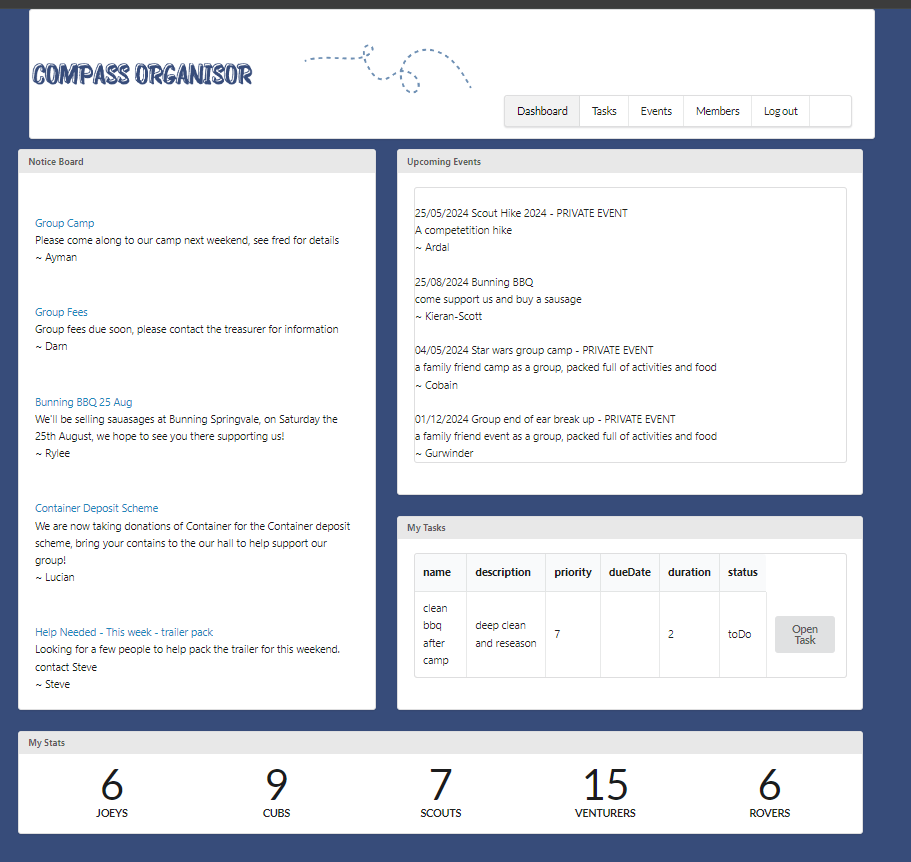 COMPASS ORGANISOR
Dashboard Tasks Events Members Log out
Notice Board
Group Camp
Please come along to our camp next weekend, see fred for details
~ Ayman
Group Fees
Group fees due soon, please contact the treasurer for information
~ Darn
Bunning BBQ 25 Aug
We'll be selling sauasages at Bunning Springvale, on Saturday the
25th August, we hope to see you there supporting us!
~ Rylee
Container Deposit Scheme
We are now taking donations of Container for the Container deposit
scheme, bring your contains to the our hall to help support our
group!
~ Lucian
Help Needed - This week - trailer pack
Looking for a few people to help pack the trailer for this weekend.
contact Steve
~ Steve
Upcoming Events
25/05/2024 Scout Hike 2024 - PRIVATE EVENT
A competetition hike
~ Ardal
25/08/2024 Bunning BBQ
come support us and buy a sausage
~ Kieran-Scott
04/05/2024 Star wars group camp - PRIVATE EVENT
a family friend camp as a group, packed full of activities and food
~ Cobain
01/12/2024 Group end of ear break up - PRIVATE EVENT
a family friend event as a group, packed full of activities and food
~ Gurwinder
My Tasks
name description priority dueDate duration status
clean
bbq
after
camp
deep clean
and reseason
7
2
toDo
Open
Task
My Stats
6 9 7 15 6
JOEYS CUBS SCOUTS VENTURERS ROVERS